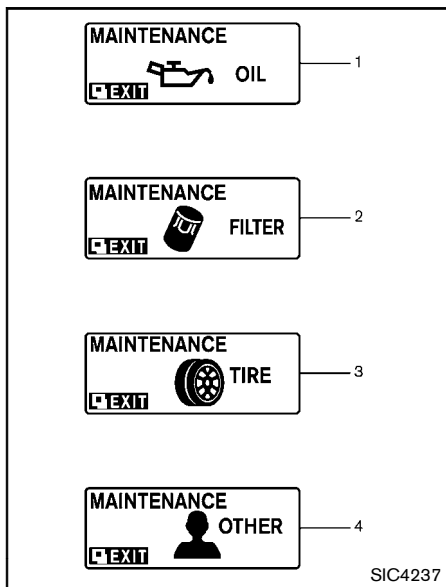 MAINTENANCE
OIL
EXIT
1
MAINTENANCE
FILTER
EXIT
2
MAINTENANCE
TIRE
EXIT
3
MAINTENANCE
OTHER
EXIT
4
SIC4237